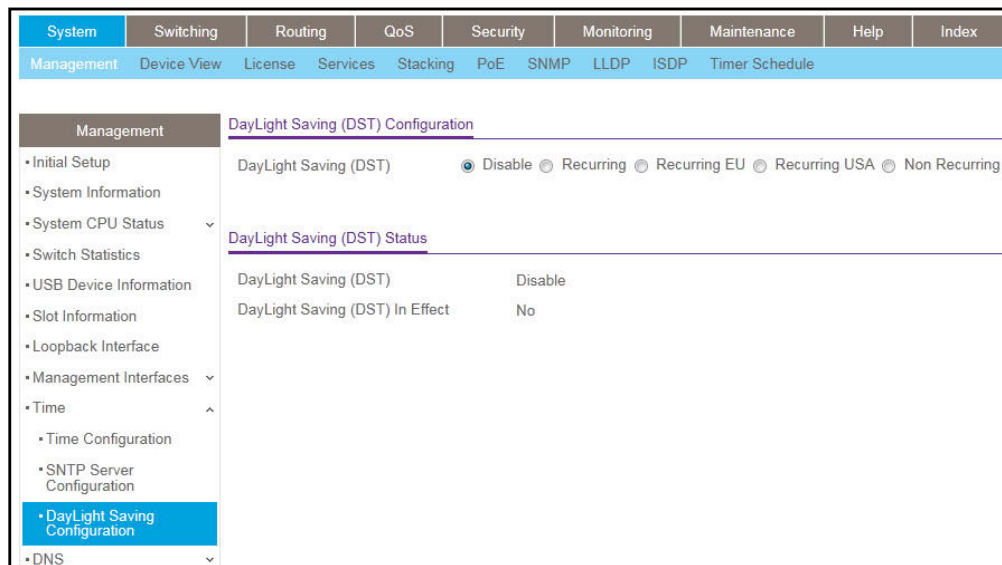 System Switching Routing QoS Security Monitoring Maintenance Help Index
Management Device View License Services Stacking PoE SNMP LLDP ISDP Timer Schedule
Management
Initial Setup
System Information
System CPU Status
Switch Statistics
USB Device Information
Slot Information
Loopback Interface
Management Interfaces
Time
Time Configuration
SNTP Server
Configuration
DayLight Saving
Configuration
DNS
DayLight Saving (DST) Configuration
DayLight Saving (DST) Disable Recurring Recurring EU Recurring USA Non Recurring
DayLight Saving (DST) Status
DayLight Saving (DST) Disable
DayLight Saving (DST) In Effect No